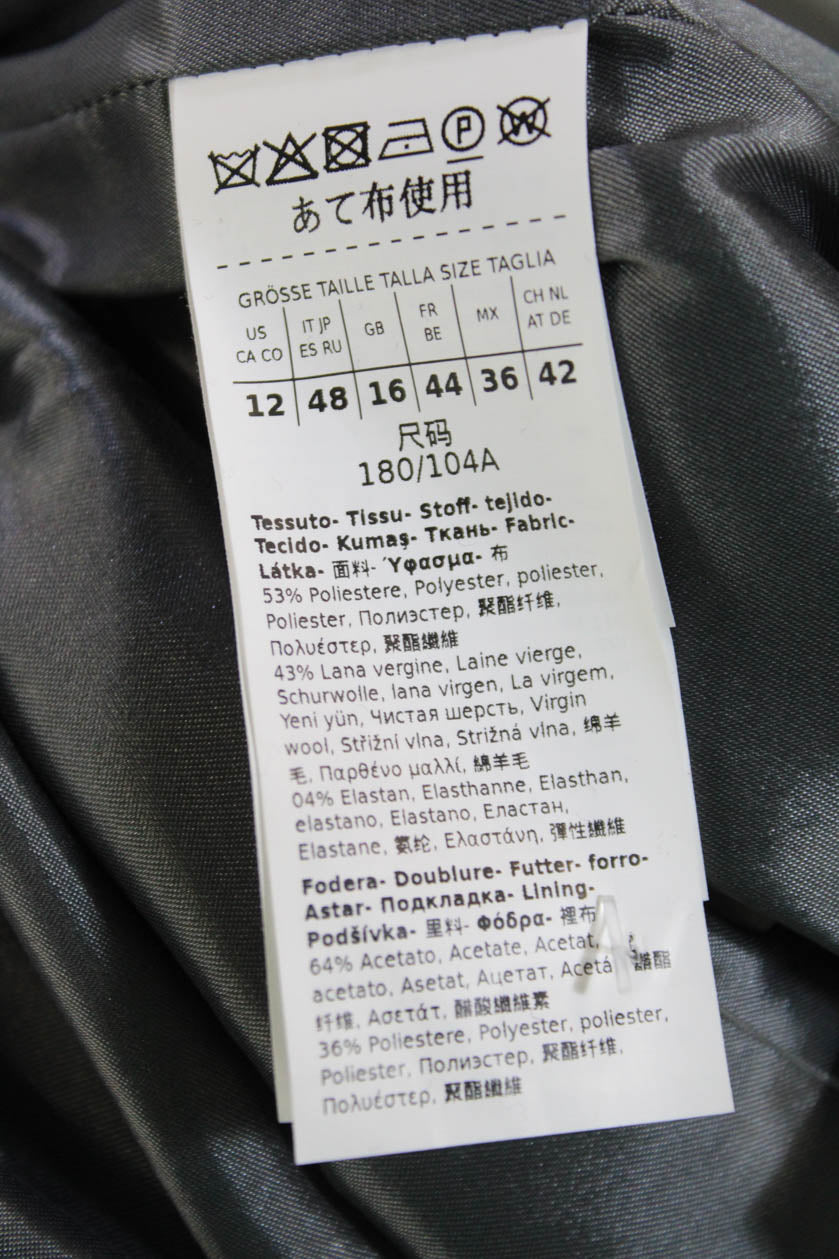 P W
あて布使用
GRÖSSE TAILLE TALLA SIZE TAGLIA
US CA CO IT JP ES RU GB FR BE MX CH NL AT DE
12 48 16 44 36 42
尺码
180/104A
Tessuto- Tissu- Stoff- tejido-
Tecido- Kumaş- Ткань- Fabric-
Látka- 面料- Ύφασμα- 布
53% Poliestere, Polyester, poliester,
Poliester, Полиэстер, 聚酯纤维,
Πολυέστερ, 聚酯纖維
43% Lana vergine, Laine vierge,
Schurwolle, lana virgen, La virgem,
Yeni yün, Чистая шерсть, Virgin
wool, Střižní vlna, Strižná vlna, 绵羊
毛, Παρθένο μαλλί, 綿羊毛
04% Elastan, Elasthanne, Elasthan,
elastano, Elastano, Еластан,
Elastane, 氨纶, Ελαστάνη, 彈性纖維
Fodera- Doublure- Futter- forro-
Astar- Подкладка- Lining-
Podšívka- 里料- Φόδρα- 裡布
64% Acetato, Acetate, Acetat,
acetato, Asetat, Ацетат, 醋酯
纤维, Ασετάτ, 醋酸纖維素
36% Poliestere, Polyester, poliester,
Poliester, Полиэстер, 聚酯纤维,
Πολυέστερ, 聚酯纖維